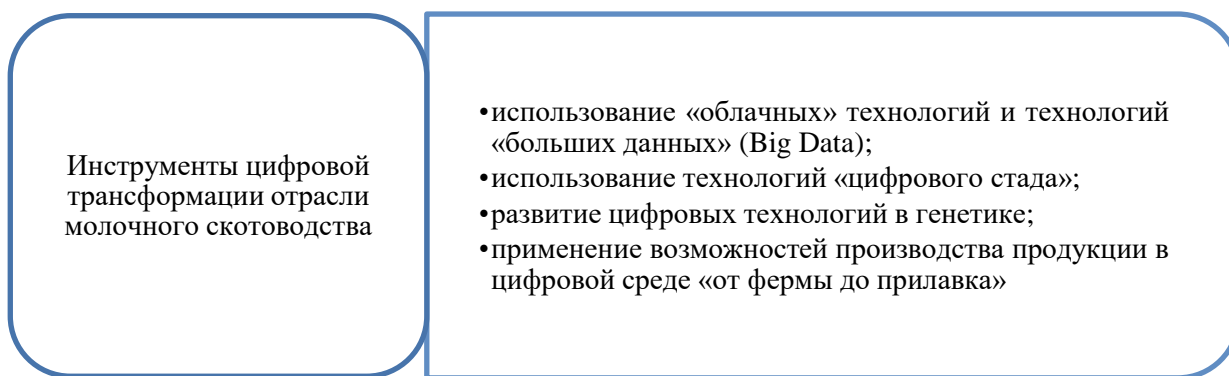 Инструменты цифровой
трансформации отрасли
молочного скотоводства
•использование «облачных» технологий и технологий
«больших данных» (Big Data);
•использование технологий «цифрового стада»;
•развитие цифровых технологий в генетике;
•применение возможностей производства продукции в
цифровой среде «от фермы до прилавка»